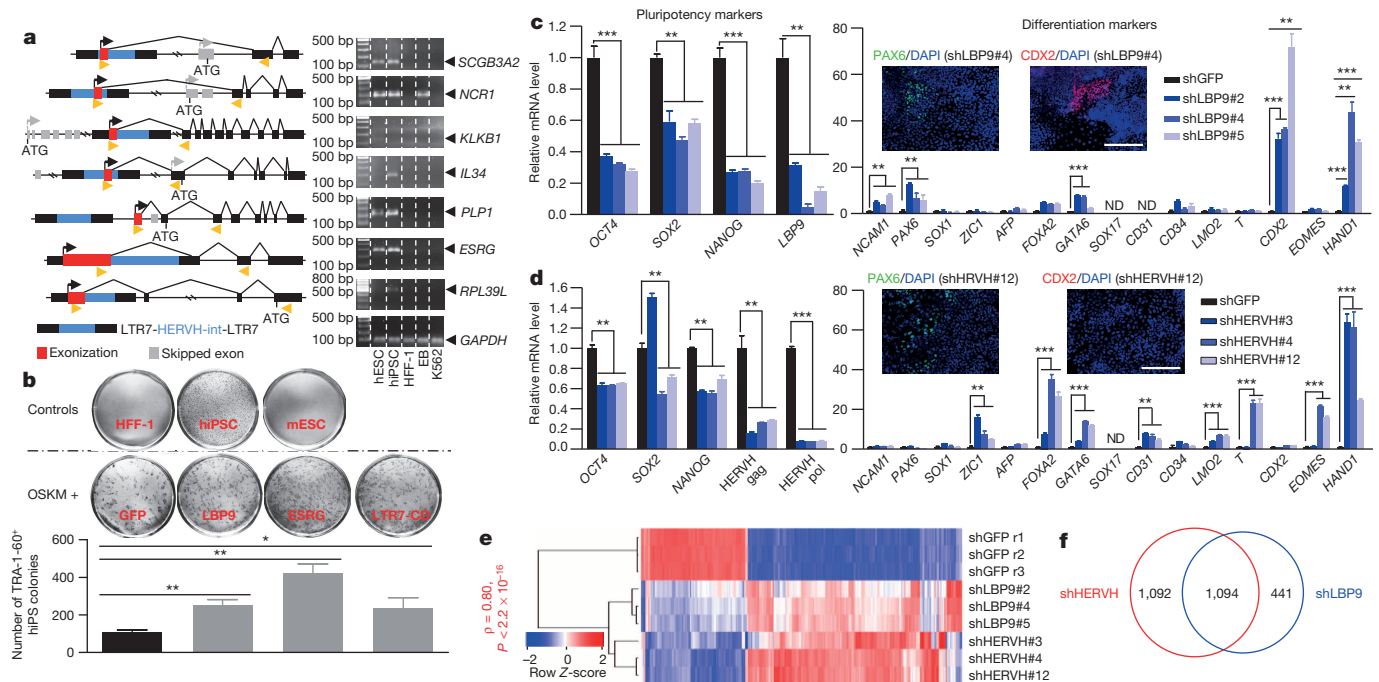 a
500 bp
100 bp
SCGB3A2
ATG
500 bp
100 bp
NCR1
ATG
500 bp
100 bp
KLKB1
ATG
500 bp
100 bp
IL34
ATG
500 bp
100 bp
PLP1
ATG
500 bp
100 bp
ESRG
800 bp
500 bp
RPL39L
ATG
500 bp
100 bp
GAPDH
LTR7-HERVH-int-LTR7
Exonization
Skipped exon
hESC
hiPSC
HFF-1
EB
K562
b
Controls
HFF-1
hiPSC
mESC
OSKM +
GFP
LBP9
ESRG
LTR7-CD
Number of TRA-1-60+
hiPS colonies
600
400
200
0
*
**
**
c
Pluripotency markers
Relative mRNA level
1.2
1.0
0.8
0.6
0.4
0.2
0
***
**
***
**
OCT4
SOX2
NANOG
LBP9
Differentiation markers
80
60
40
20
0
PAX6/DAPI (shLBP9#4)
CDX2/DAPI (shLBP9#4)
shGFP
shLBP9#2
shLBP9#4
shLBP9#5
**
**
***
ND
ND
***
**
***
**
***
NCAM1
PAX6
SOX1
ZIC1
AFP
FOXA2
GATA6
SOX17
CD31
CD34
LMO2
T
CDX2
EOMES
HAND1
d
Relative mRNA level
1.6
1.4
1.2
1.0
0.8
0.6
0.4
0.2
0.0
**
**
**
**
***
OCT4
SOX2
NANOG
HERVH
gag
HERVH
pol
80
60
40
20
0
PAX6/DAPI (shHRVH#12)
CDX2/DAPI (shHERVH#12)
shGFP
shHERVH#3
shHERVH#4
shHERVH#12
**
***
***
ND
**
***
***
***
***
NCAM1
PAX6
SOX1
ZIC1
AFP
FOXA2
GATA6
SOX17
CD31
CD34
LMO2
T
CDX2
EOMES
HAND1
e
ρ = 0.80,
P < 2.2 × 10−16
−2 0 2
Row Z-score
shGFP r1
shGFP r2
shGFP r3
shLBP9#2
shLBP9#4
shLBP9#5
shHERVH#3
shHERVH#4
shHERVH#12
f
shHERVH
1,092
1,094
441
shLBP9